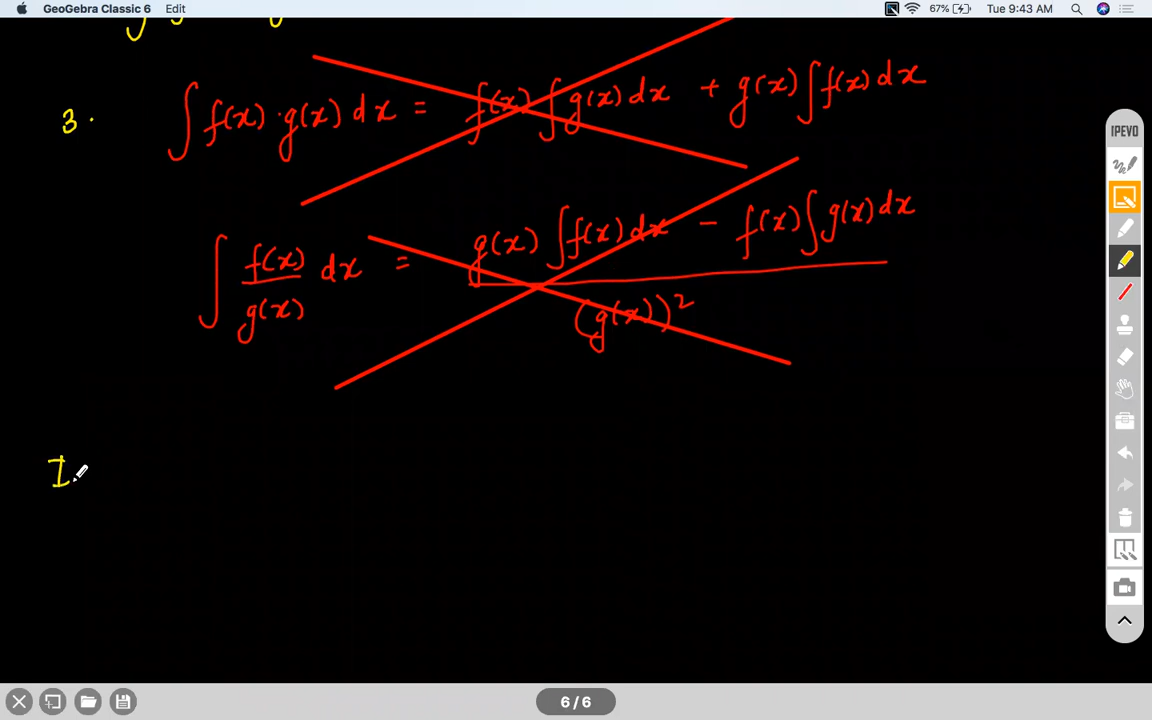 GeoGebra Classic 6 Edit 67% Tue 9:43 AM
3. ∫ f(x)·g(x) dx = f(x) ∫ g(x) dx + g(x) ∫ f(x) dx
IPEVO
∫ f(x)/g(x) dx = (g(x) ∫ f(x) dx − f(x) ∫ g(x) dx)/(g(x))²
I
6 / 6